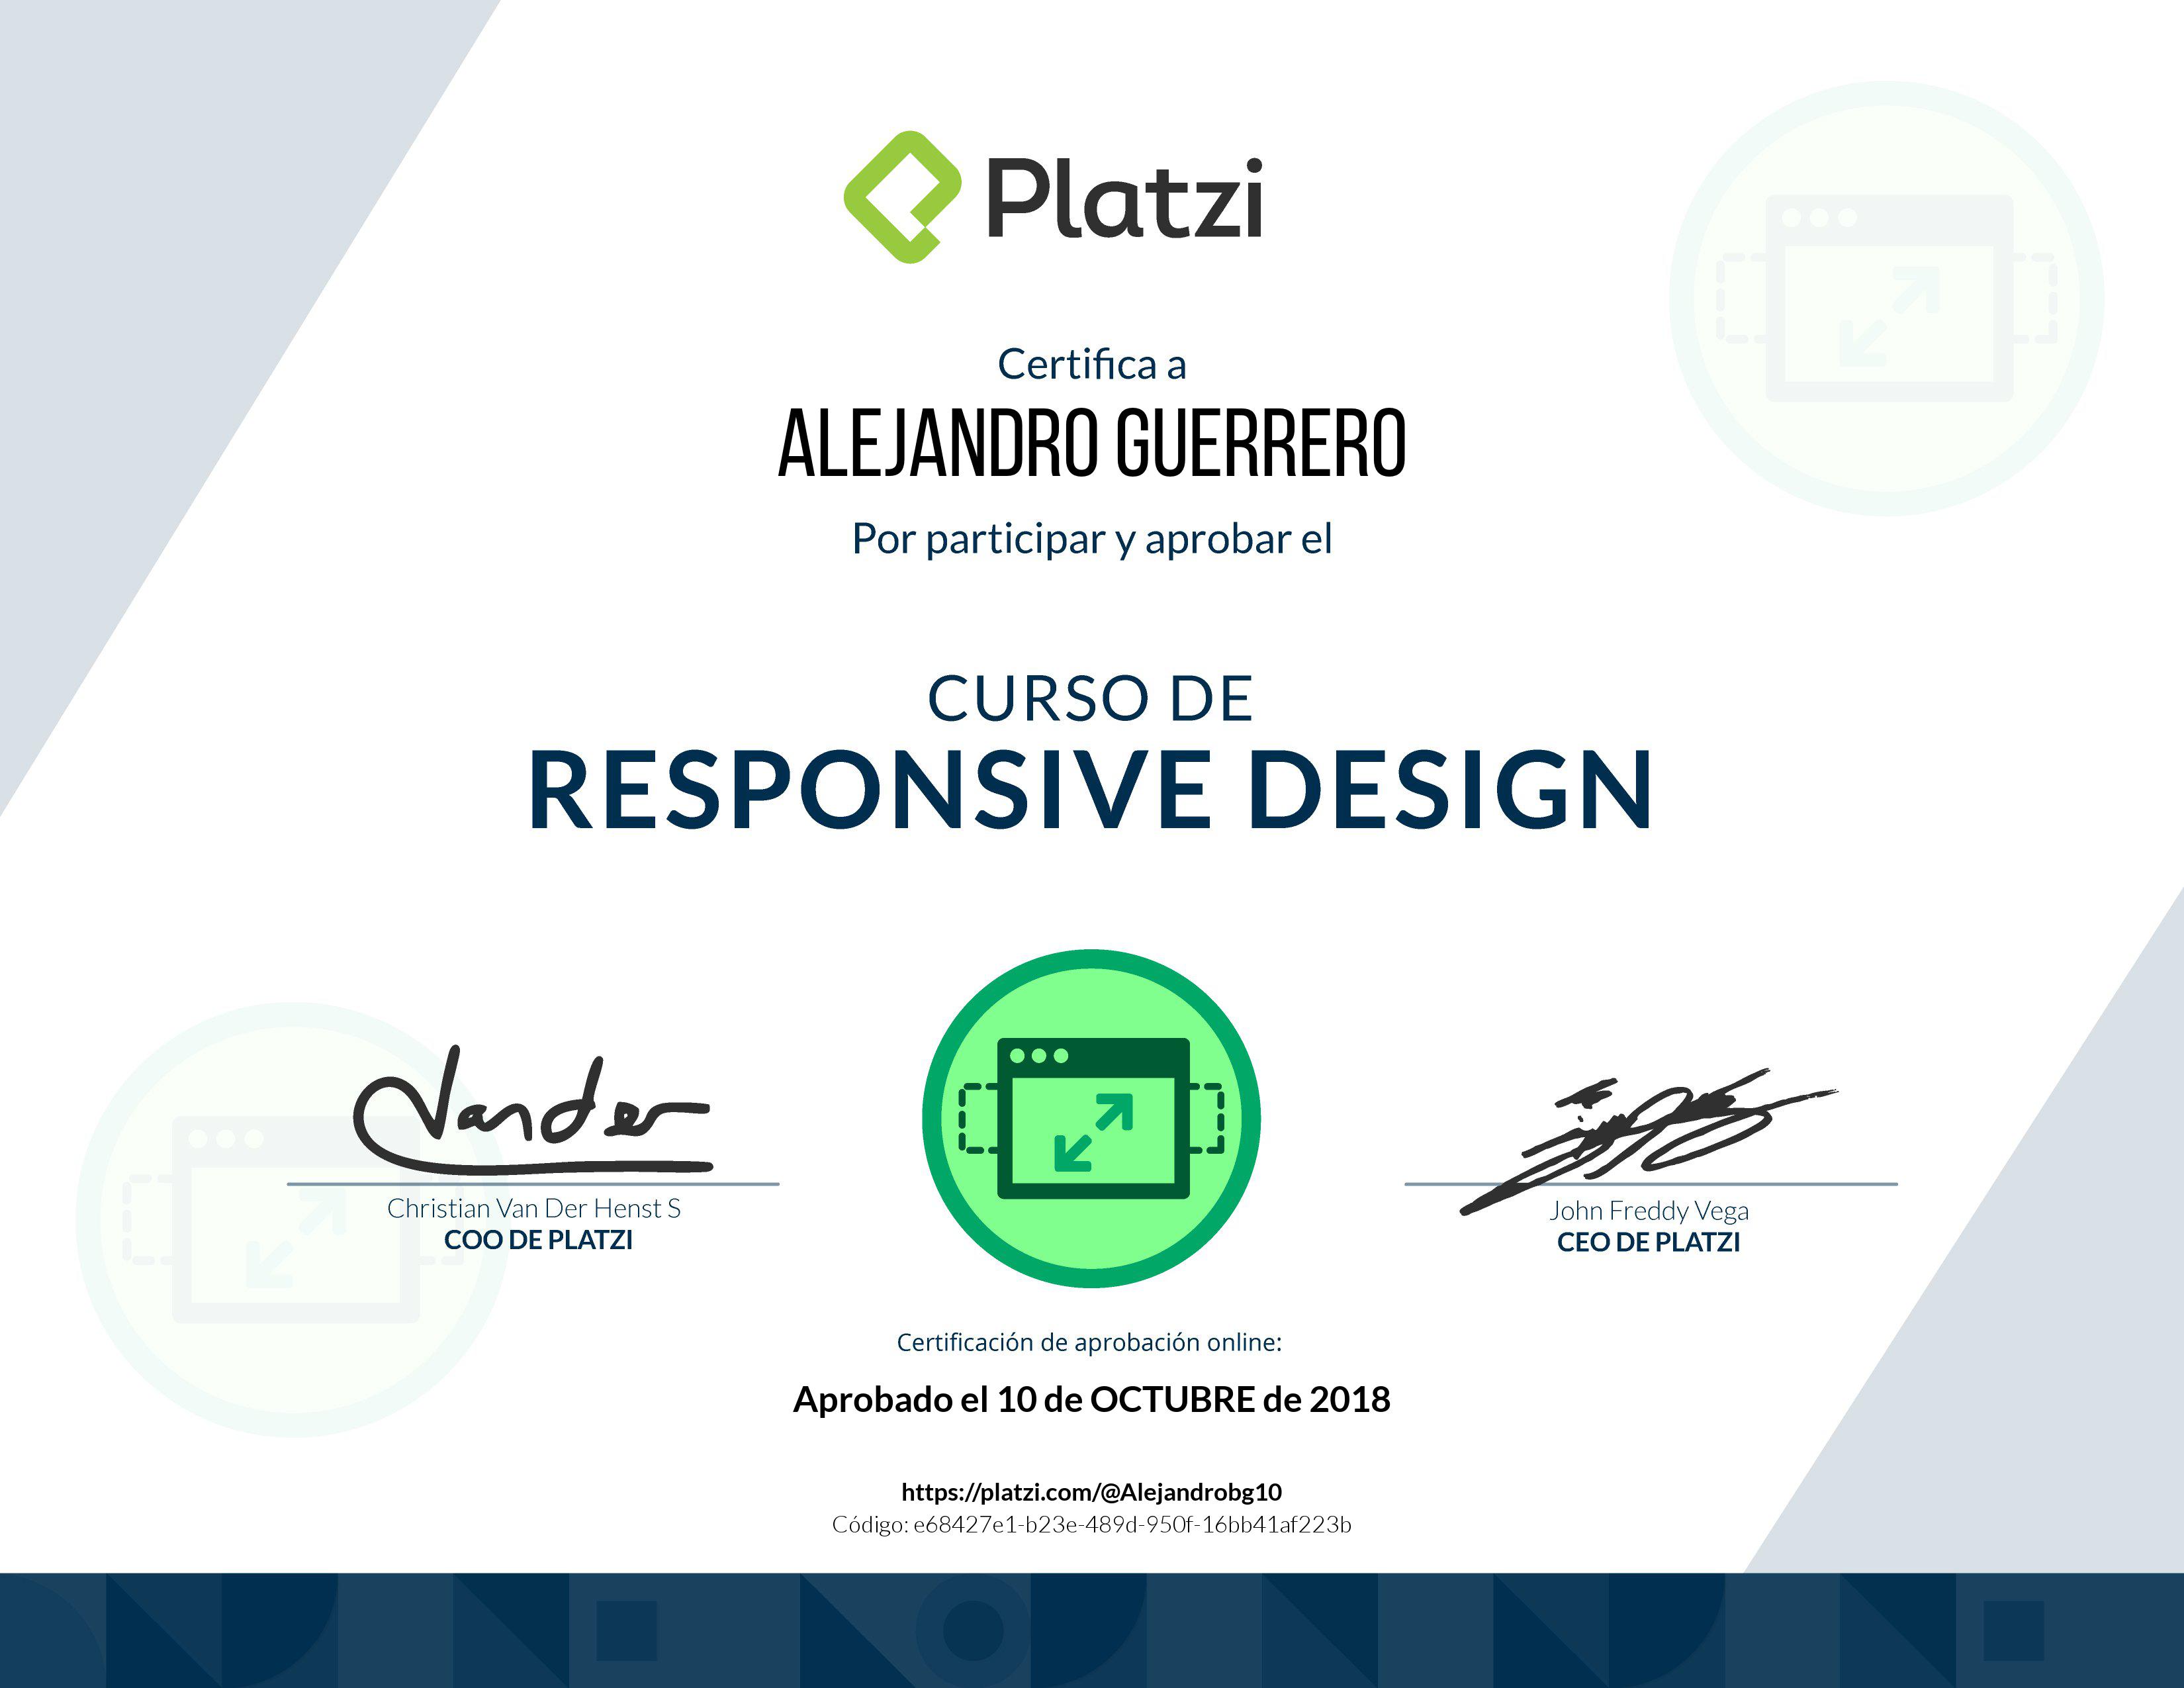 Platzi
Certifica a
ALEJANDRO GUERRERO
Por participar y aprobar el
CURSO DE
RESPONSIVE DESIGN
Vander
Christian Van Der Henst S
COO DE PLATZI
John Freddy Vega
CEO DE PLATZI
Certificación de aprobación online:
Aprobado el 10 de OCTUBRE de 2018
https://platzi.com/@Alejandrobg10
Código: e68427e1-b23e-489d-950f-16bb41af223b